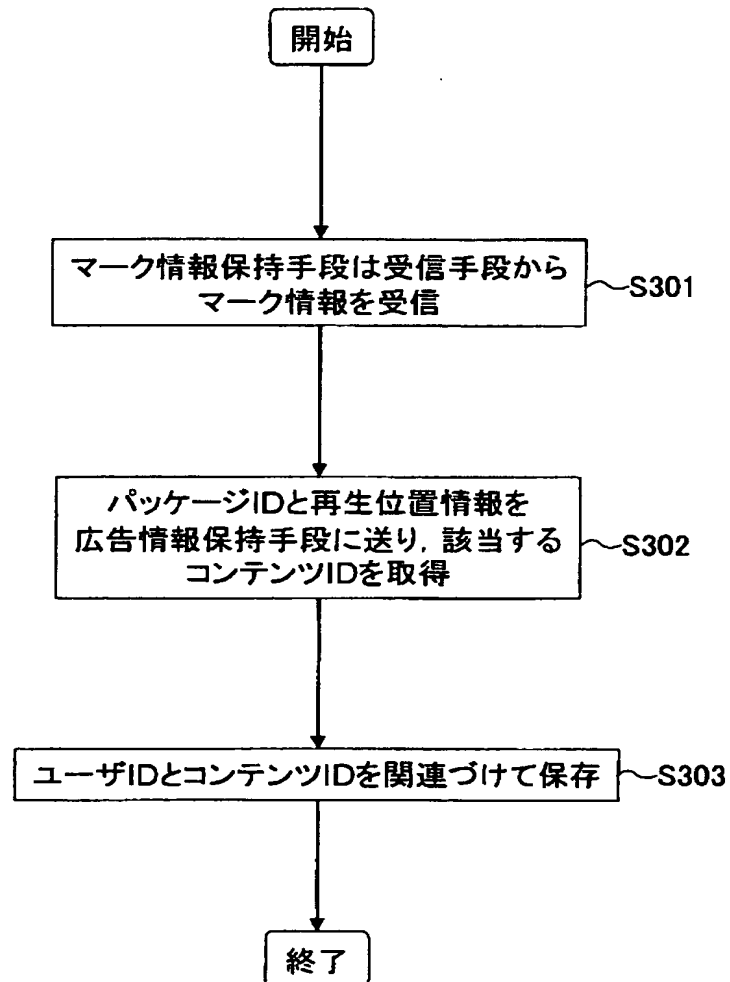 開始
マーク情報保持手段は受信手段から
マーク情報を受信
S301
パッケージIDと再生位置情報を
広告情報保持手段に送り,該当する
コンテンツIDを取得
S302
ユーザIDとコンテンツIDを関連づけて保存
S303
終了